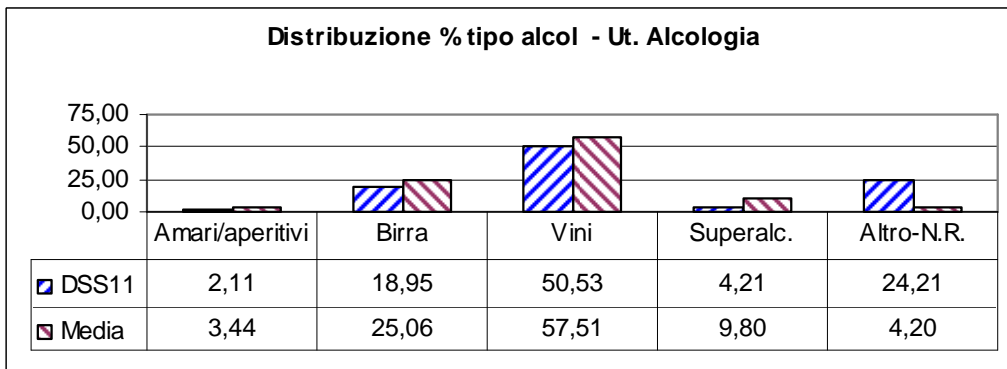 Distribuzione % tipo alcol - Ut. Alcologia
75,00
50,00
25,00
0,00
Amari/aperitivi Birra Vini Superalc. Altro-N.R.
DSS11 2,11 18,95 50,53 4,21 24,21
Media 3,44 25,06 57,51 9,80 4,20